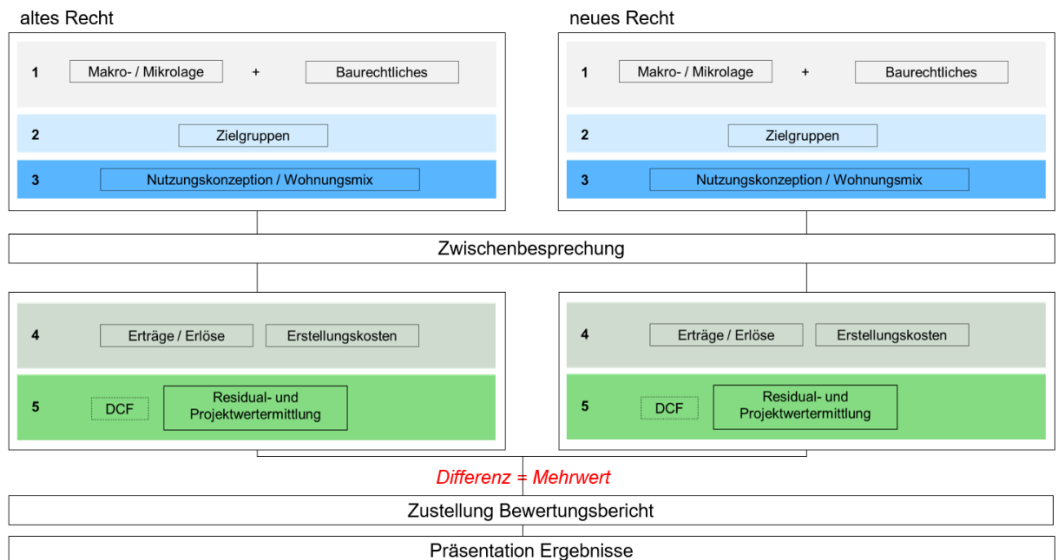 altes Recht
neues Recht
1 Makro- / Mikrolage + Baurechtliches
1 Makro- / Mikrolage + Baurechtliches
2 Zielgruppen
2 Zielgruppen
3 Nutzungskonzeption / Wohnungsmix
3 Nutzungskonzeption / Wohnungsmix
Zwischenbesprechung
4 Erträge / Erlöse Erstellungskosten
4 Erträge / Erlöse Erstellungskosten
5 DCF Residual- und
Projektwertermittlung
5 DCF Residual- und
Projektwertermittlung
Differenz = Mehrwert
Zustellung Bewertungsbericht
Präsentation Ergebnisse